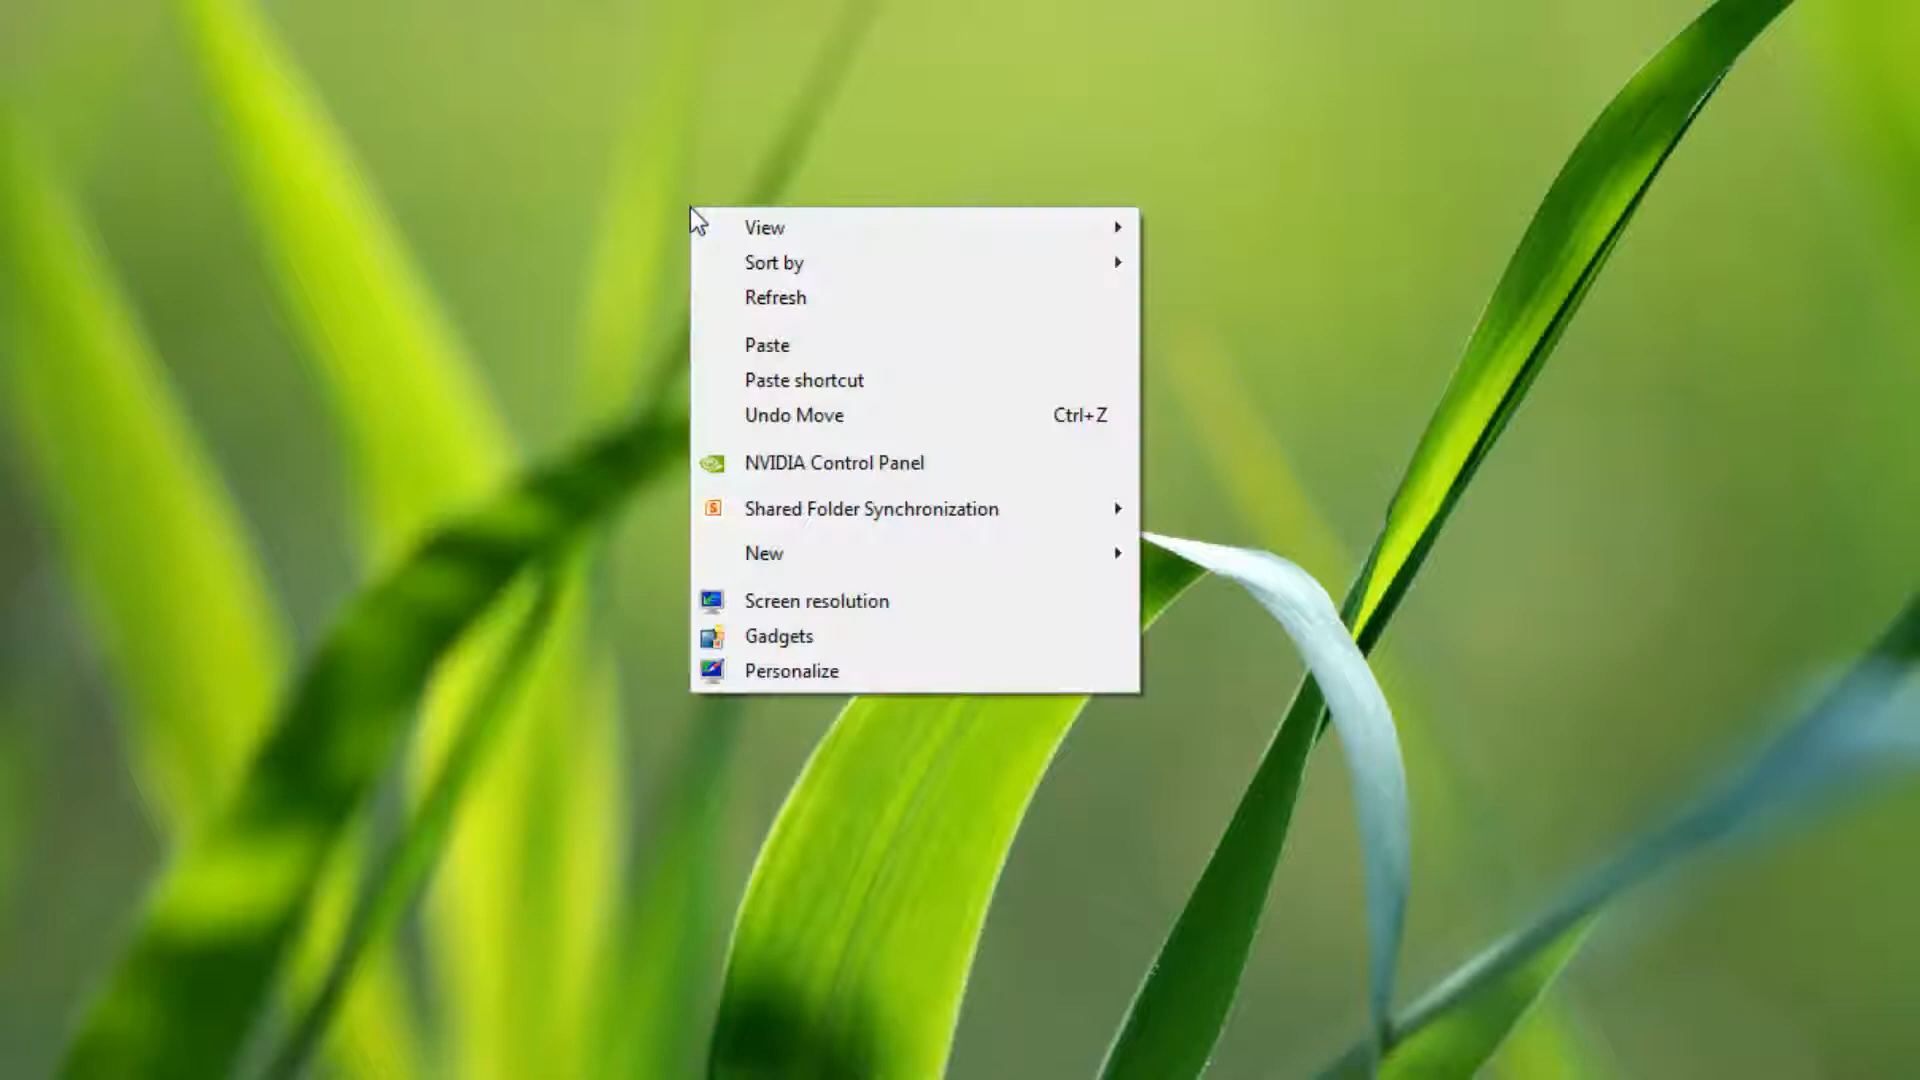 View
Sort by
Refresh
Paste
Paste shortcut
Undo Move Ctrl+Z
NVIDIA Control Panel
S Shared Folder Synchronization
New
Screen resolution
Gadgets
Personalize